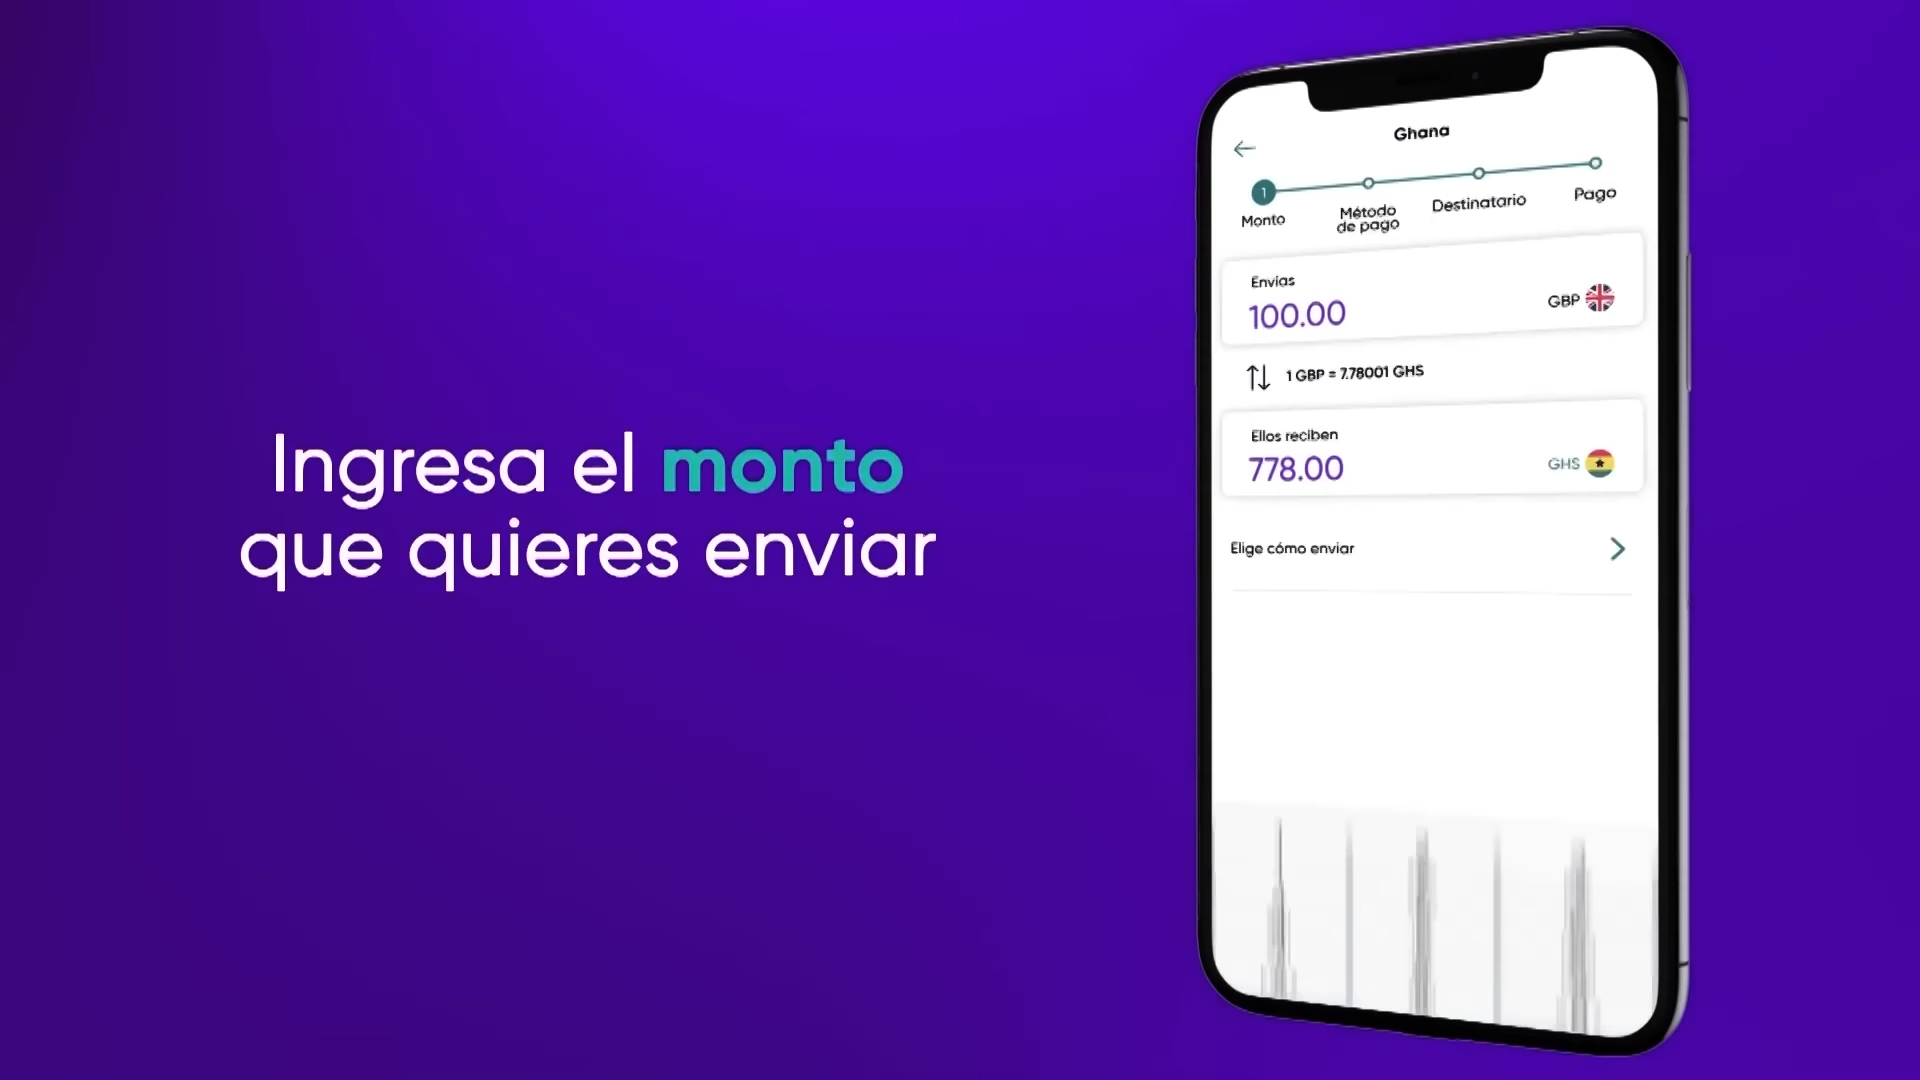 Ingresa el monto
que quieres enviar
Ghana
1
Monto
Método
de pago
Destinatario
Pago
Envías
100.00
GBP
1 GBP = 7.78001 GHS
Ellos reciben
778.00
GHS
Elige cómo enviar